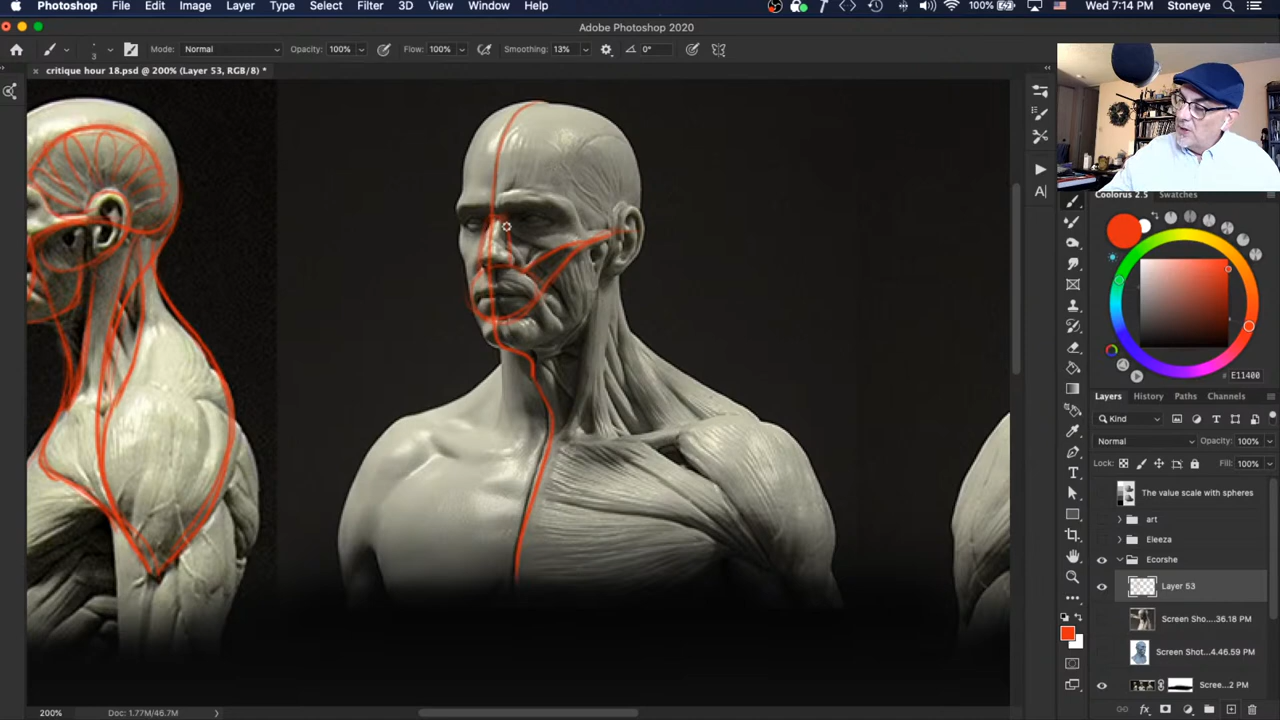 Photoshop File Edit Image Layer Type Select Filter 3D View Window Help 100% Wed 7:14 PM Stoneye
Adobe Photoshop 2020
3 Mode: Normal Opacity: 100% Flow: 100% Smoothing: 13% 0°
critique hour 18.psd @ 200% (Layer 53, RGB/8) *
A
Coolorus 2.5 Swatches
# E11400
Layers History Paths Channels
Kind
Normal Opacity: 100%
Lock: Fill: 100%
The value scale with spheres
art
Eleeza
Ecorshe
Layer 53
Screen Sho....36.18 PM
Screen Shot...4.46.59 PM
Scree...2 PM
200% Doc: 1.77M/46.7M
fx